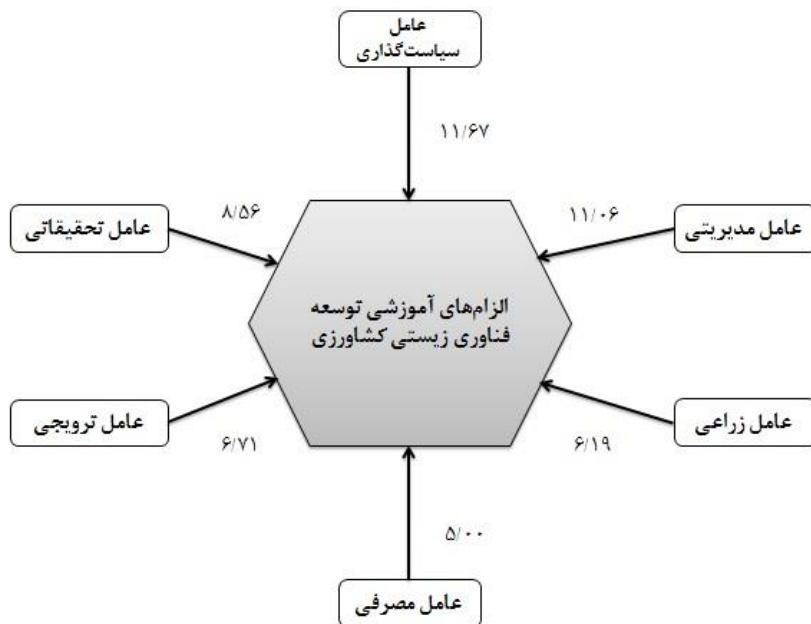 عامل
سیاست‌گذاری
۱۱/۶۷
عامل مدیریتی
۱۱/۰۶
۸/۵۶
عامل تحقیقاتی
الزام‌های آموزشی توسعه
فناوری زیستی کشاورزی
عامل زراعی
۶/۱۹
عامل ترویجی
۶/۷۱
۵/۰۰
عامل مصرفی